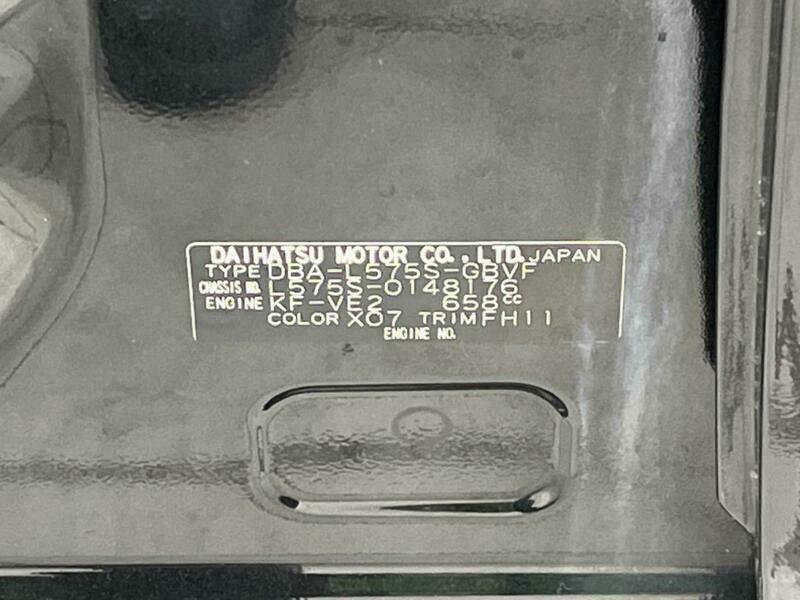 DAIHATSU MOTOR CO., LTD. JAPAN
TYPE DBA-L575S-GBVF
CHASSIS NO. L575S-0148176
ENGINE KF-VE2 658cc
COLOR X07 TRIM FH11
ENGINE NO.